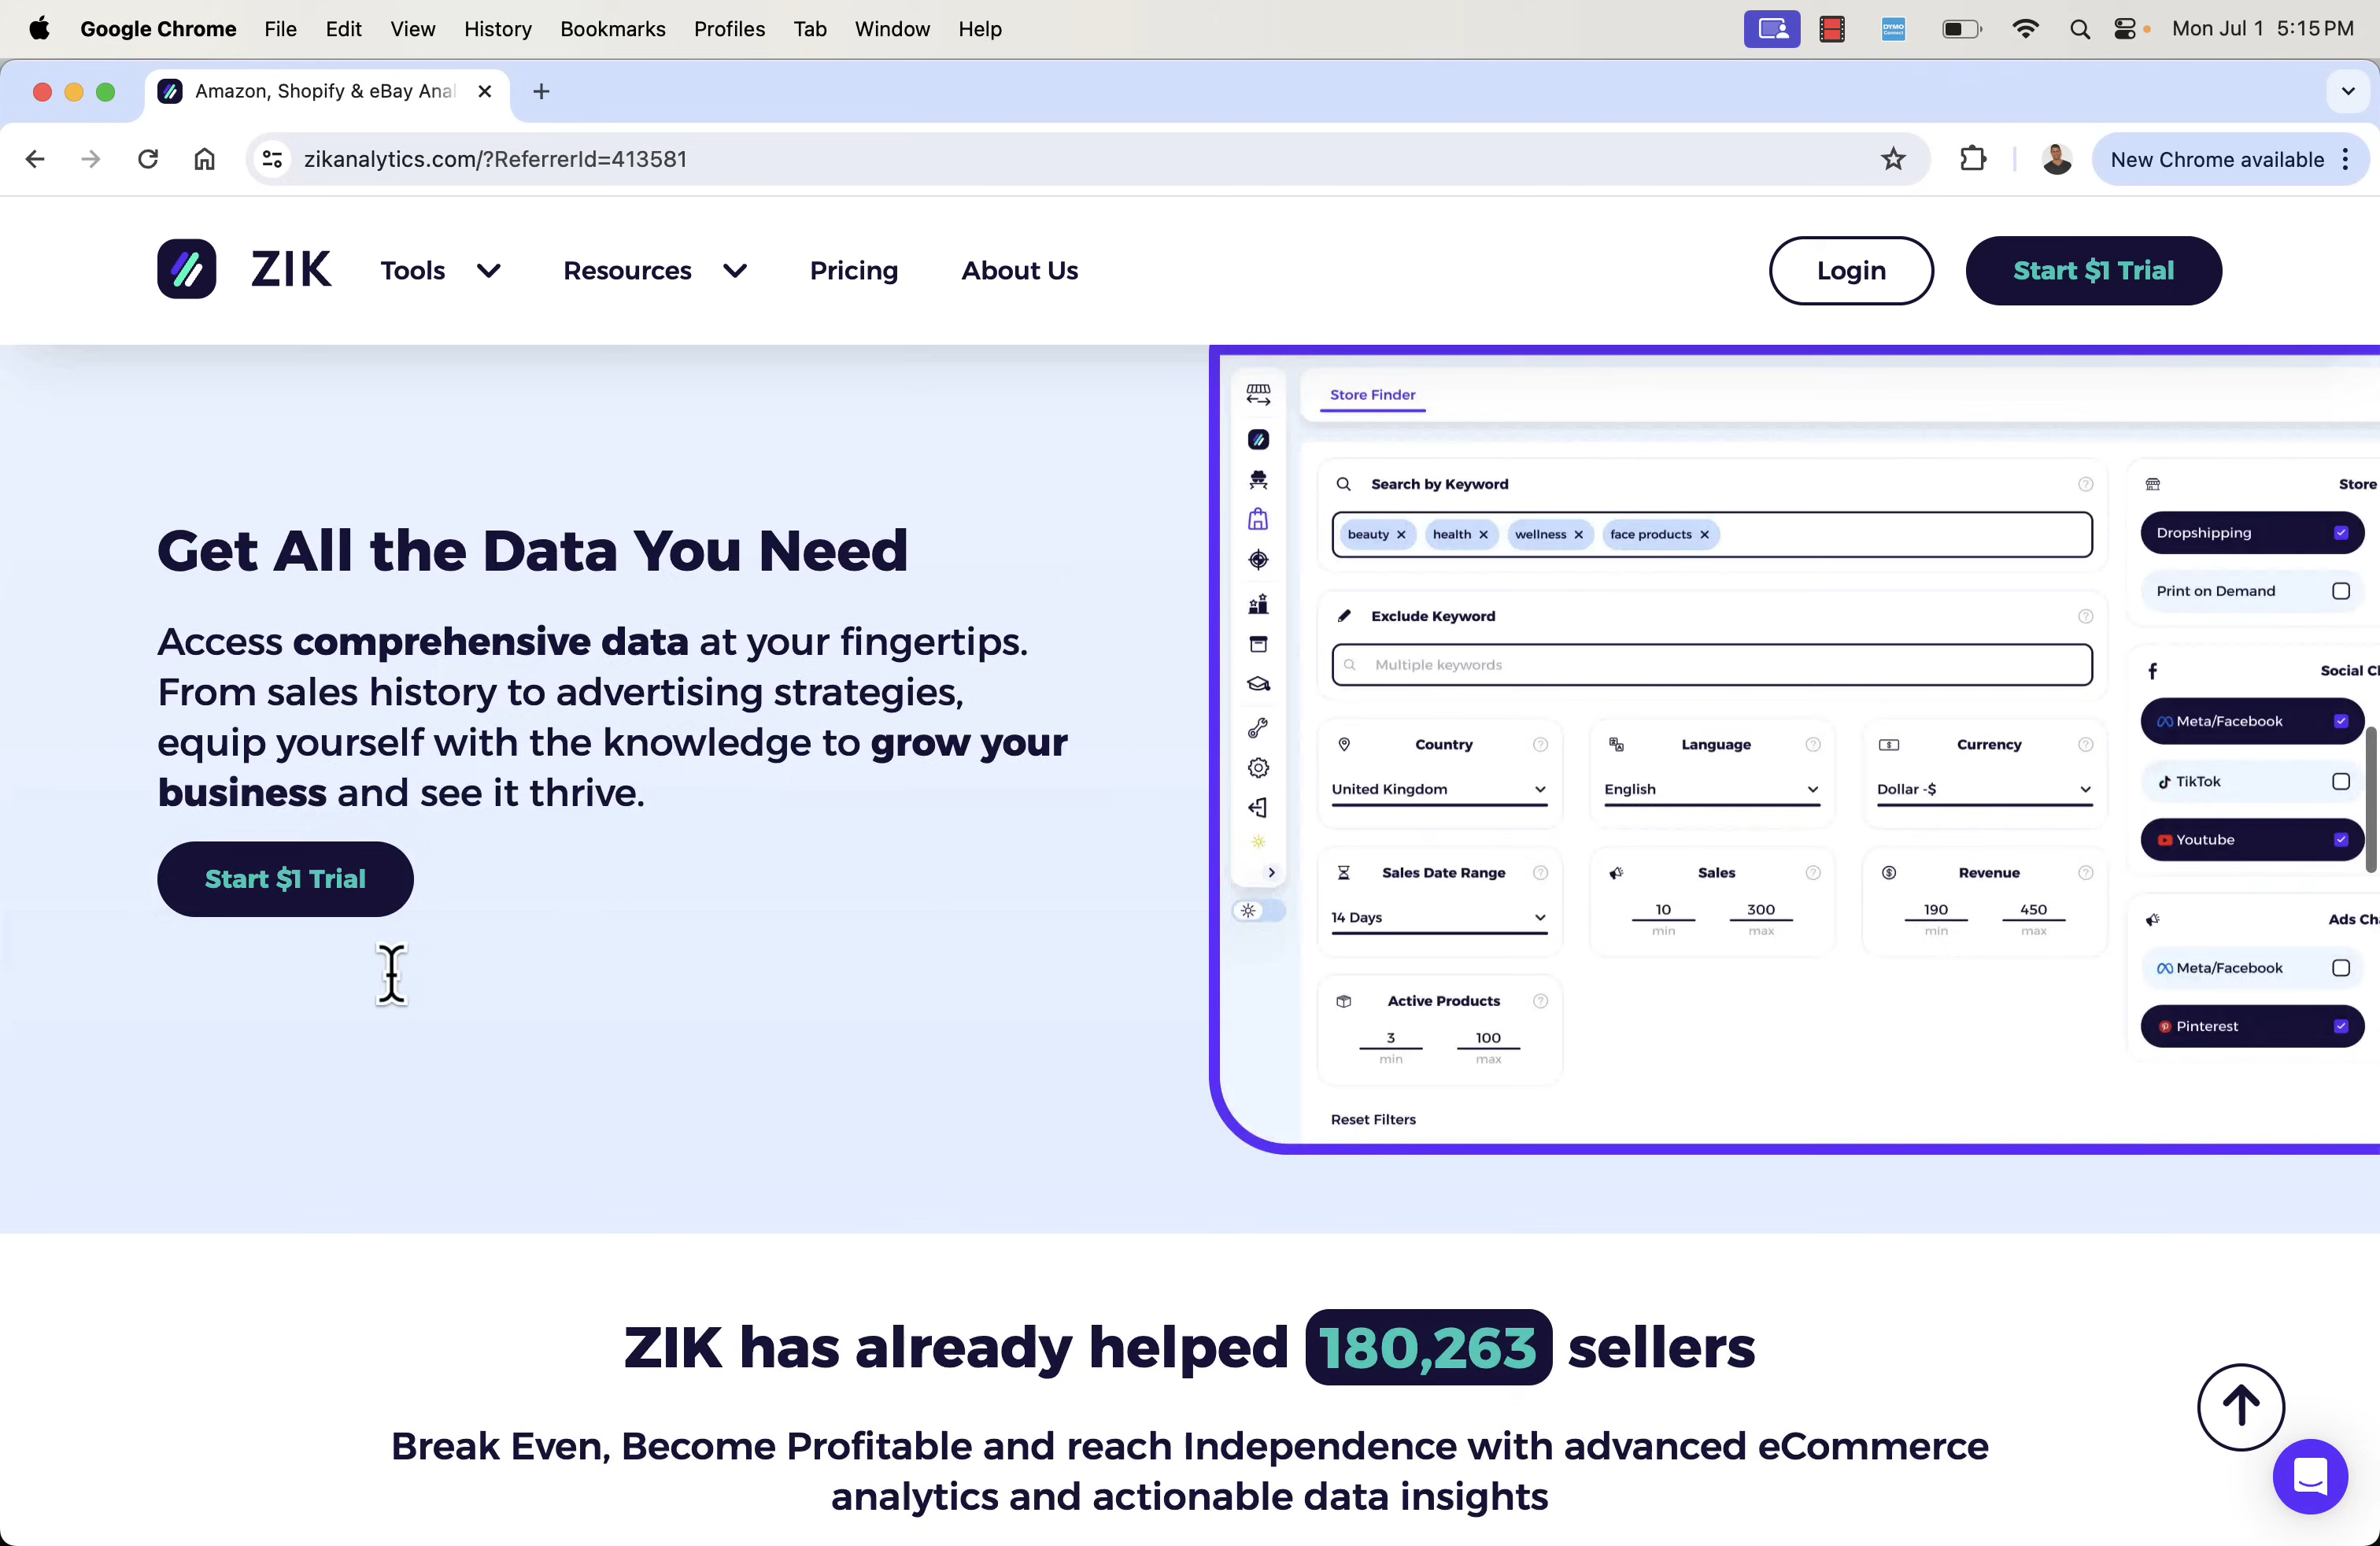 Google Chrome File Edit View History Bookmarks Profiles Tab Window Help
DYMO
Connect
Mon Jul 1 5:15 PM
Amazon, Shopify & eBay Anal
zikanalytics.com/?ReferrerId=413581
New Chrome available
ZIK
Tools
Resources
Pricing
About Us
Login
Start $1 Trial
Get All the Data You Need
Access comprehensive data at your fingertips.
From sales history to advertising strategies,
equip yourself with the knowledge to grow your
business and see it thrive.
Start $1 Trial
Store Finder
Search by Keyword
beauty
health
wellness
face products
Exclude Keyword
Multiple keywords
Country
United Kingdom
Language
English
Currency
Dollar -$
Sales Date Range
14 Days
Sales
10 300
min max
Revenue
190 450
min max
Active Products
3 100
min max
Reset Filters
Store
Dropshipping
Print on Demand
Social Cl
Meta/Facebook
TikTok
Youtube
Ads Cha
Meta/Facebook
Pinterest
ZIK has already helped 180,263 sellers
Break Even, Become Profitable and reach Independence with advanced eCommerce
analytics and actionable data insights